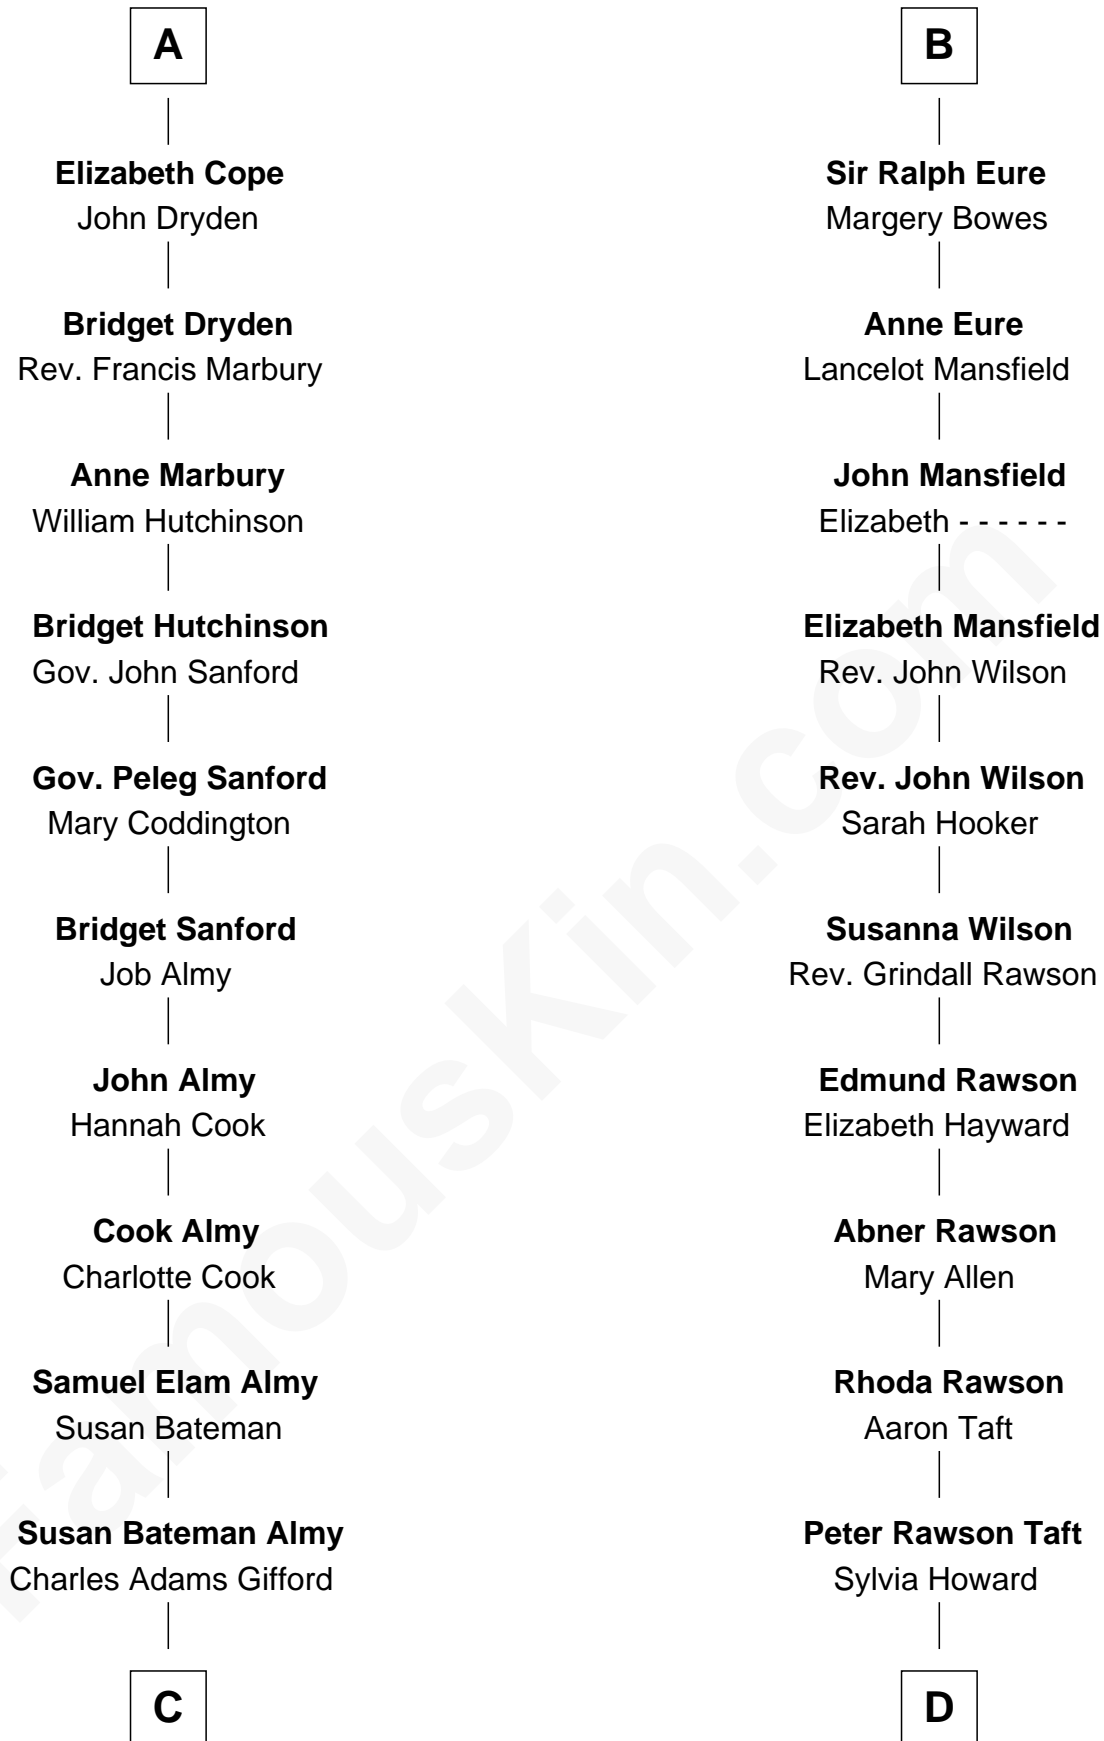 A
Elizabeth Cope
John Dryden
Bridget Dryden
Rev. Francis Marbury
Anne Marbury
William Hutchinson
Bridget Hutchinson
Gov. John Sanford
Gov. Peleg Sanford
Mary Coddington
Bridget Sanford
Job Almy
John Almy
Hannah Cook
Cook Almy
Charlotte Cook
Samuel Elam Almy
Susan Bateman
Susan Bateman Almy
Charles Adams Gifford
C
B
Sir Ralph Eure
Margery Bowes
Anne Eure
Lancelot Mansfield
John Mansfield
Elizabeth - - - - - -
Elizabeth Mansfield
Rev. John Wilson
Rev. John Wilson
Sarah Hooker
Susanna Wilson
Rev. Grindall Rawson
Edmund Rawson
Elizabeth Hayward
Abner Rawson
Mary Allen
Rhoda Rawson
Aaron Taft
Peter Rawson Taft
Sylvia Howard
D
FamousKin.com